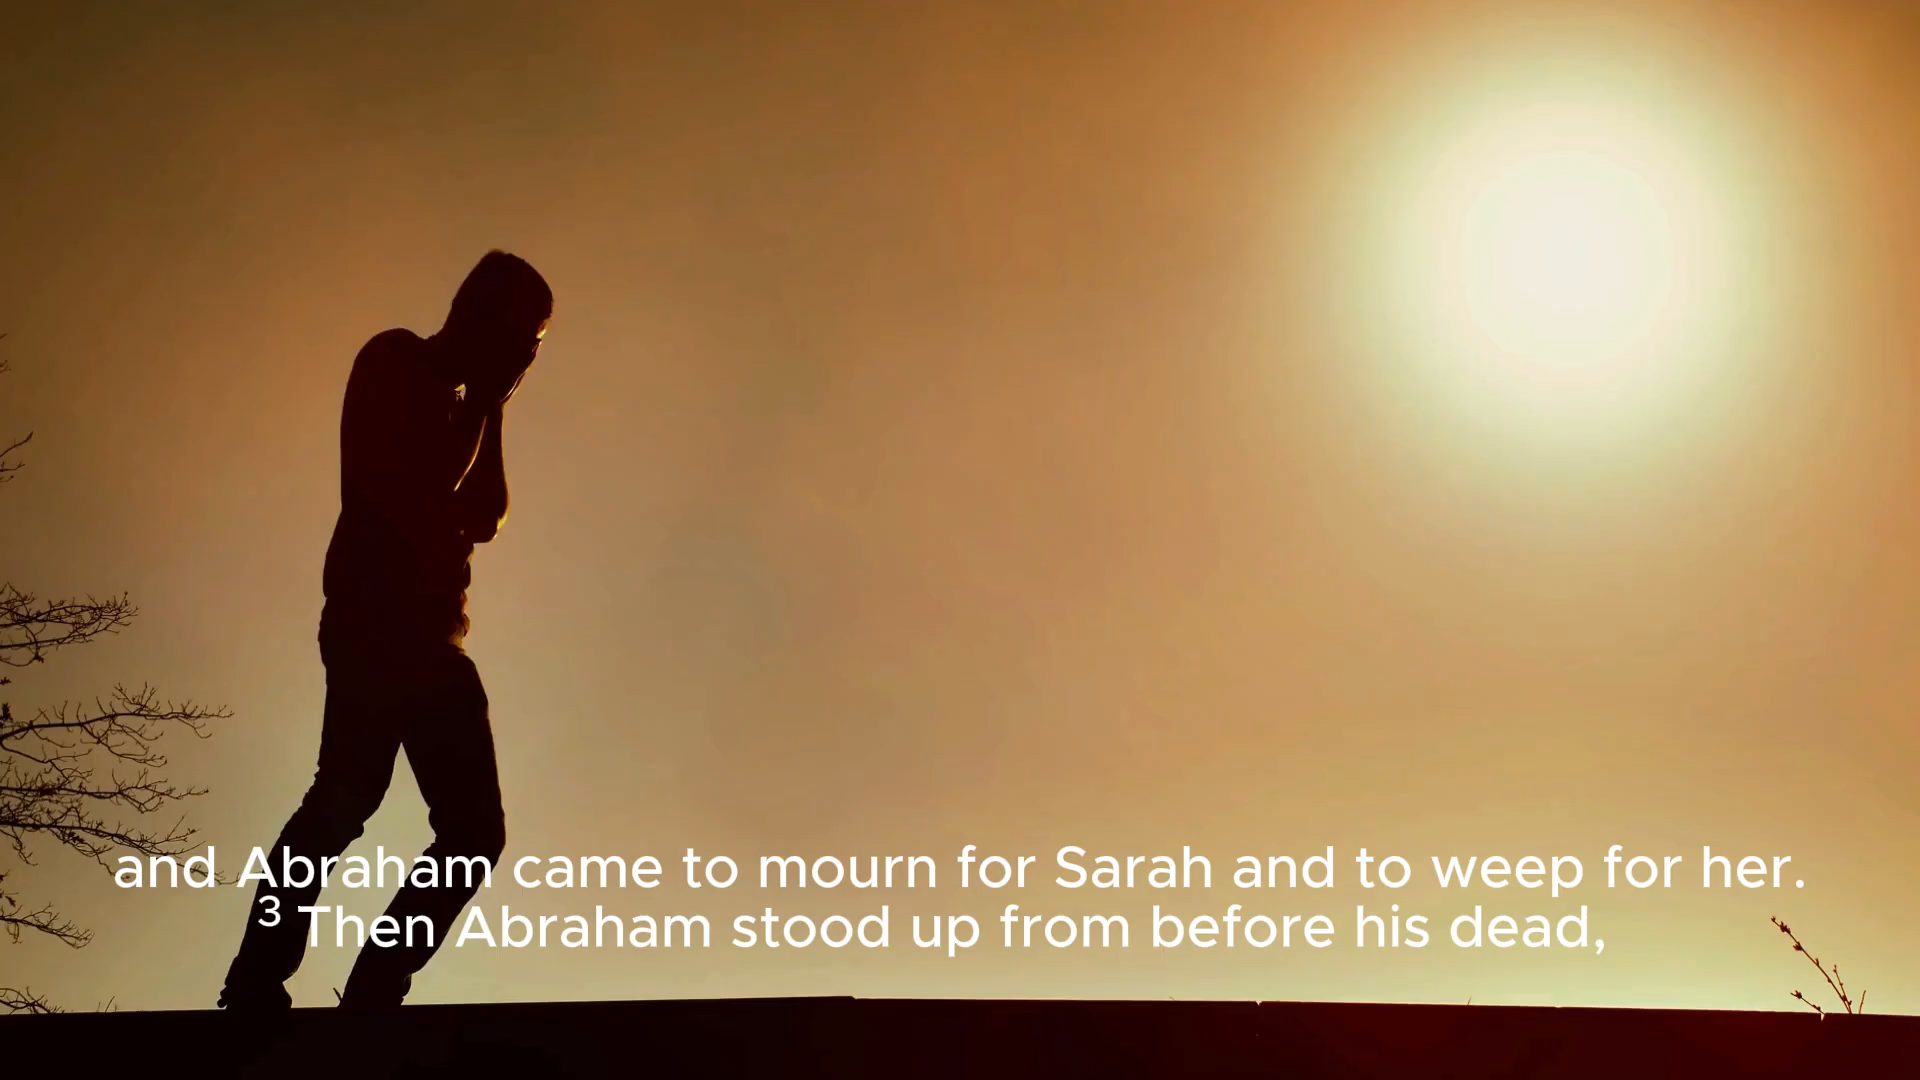 and Abraham came to mourn for Sarah and to weep for her.
³ Then Abraham stood up from before his dead,